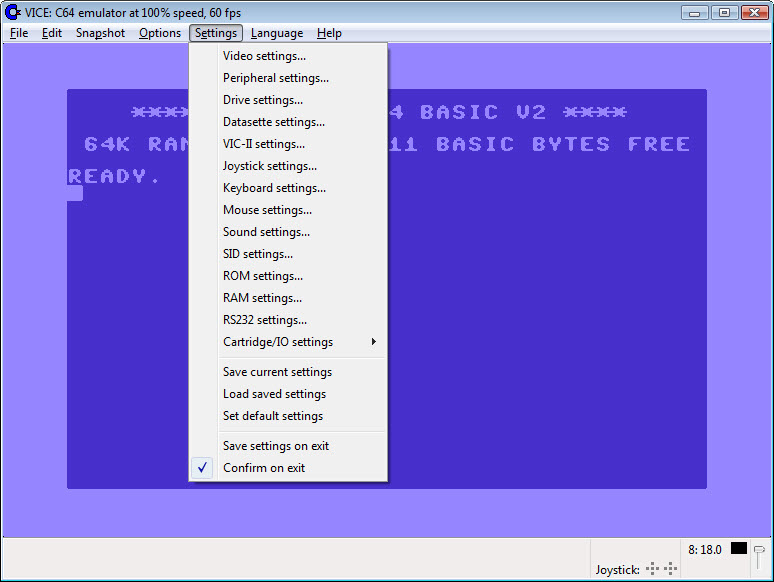 VICE: C64 emulator at 100% speed, 60 fps
File Edit Snapshot Options Settings Language Help
Video settings...
Peripheral settings...
Drive settings...
Datasette settings...
VIC-II settings...
Joystick settings...
Keyboard settings...
Mouse settings...
Sound settings...
SID settings...
ROM settings...
RAM settings...
RS232 settings...
Cartridge/IO settings
Save current settings
Load saved settings
Set default settings
Save settings on exit
Confirm on exit
**** 4 BASIC V2 ****
64K RAM 11 BASIC BYTES FREE
READY.
8: 18.0
Joystick: